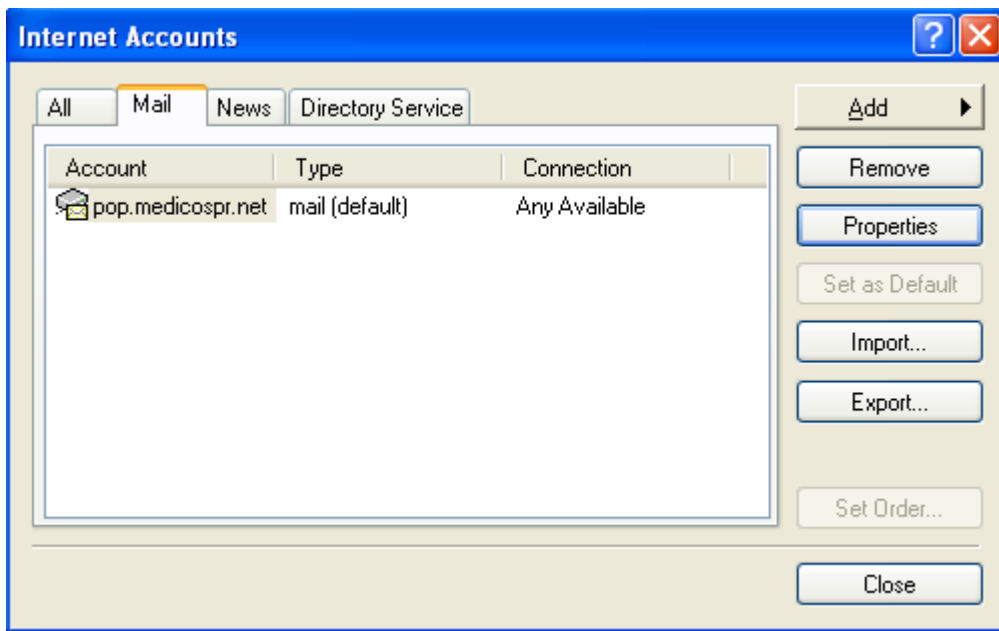 Internet Accounts
All Mail News Directory Service
Add
Account Type Connection
Remove
pop.medicospr.net mail (default) Any Available
Properties
Set as Default
Import...
Export...
Set Order...
Close